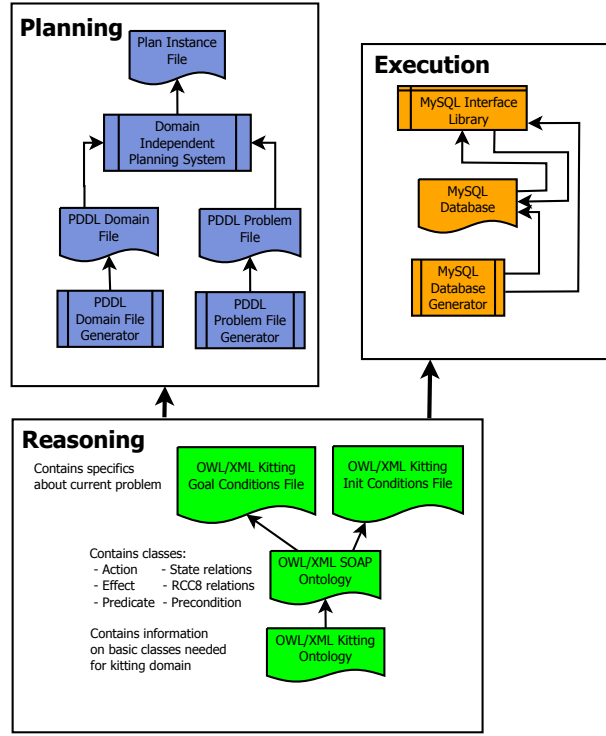 Planning
Plan Instance
File
Domain
Independent
Planning System
PDDL Domain
File
PDDL Problem
File
PDDL
Domain File
Generator
PDDL
Problem File
Generator
Execution
MySQL Interface
Library
MySQL
Database
MySQL
Database
Generator
Reasoning
Contains specifics
about current problem
OWL/XML Kitting
Goal Conditions File
OWL/XML Kitting
Init Conditions File
Contains classes:
- Action - State relations
- Effect - RCC8 relations
- Predicate - Precondition
OWL/XML SOAP
Ontology
Contains information
on basic classes needed
for kitting domain
OWL/XML Kitting
Ontology